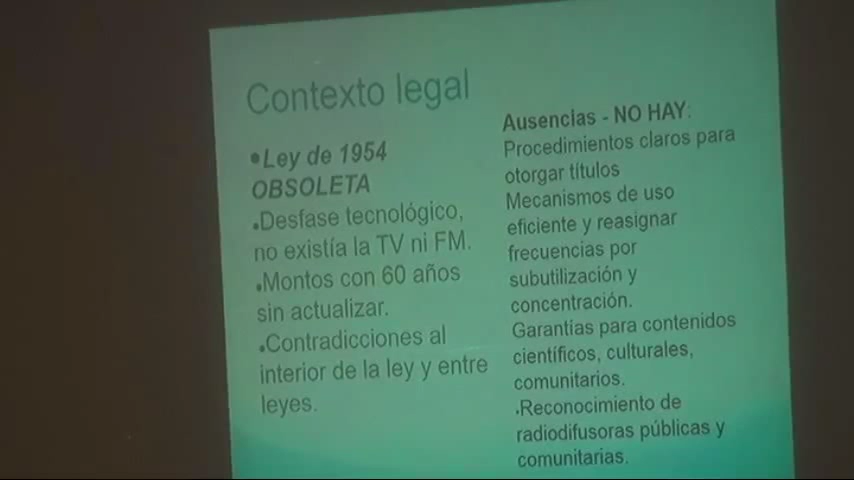 Contexto legal
•Ley de 1954
OBSOLETA
•Desfase tecnológico,
no existía la TV ni FM.
•Montos con 60 años
sin actualizar.
•Contradicciones al
interior de la ley y entre
leyes.
Ausencias - NO HAY:
Procedimientos claros para
otorgar títulos
Mecanismos de uso
eficiente y reasignar
frecuencias por
subutilización y
concentración.
Garantías para contenidos
científicos, culturales,
comunitarios.
•Reconocimiento de
radiodifusoras públicas y
comunitarias.